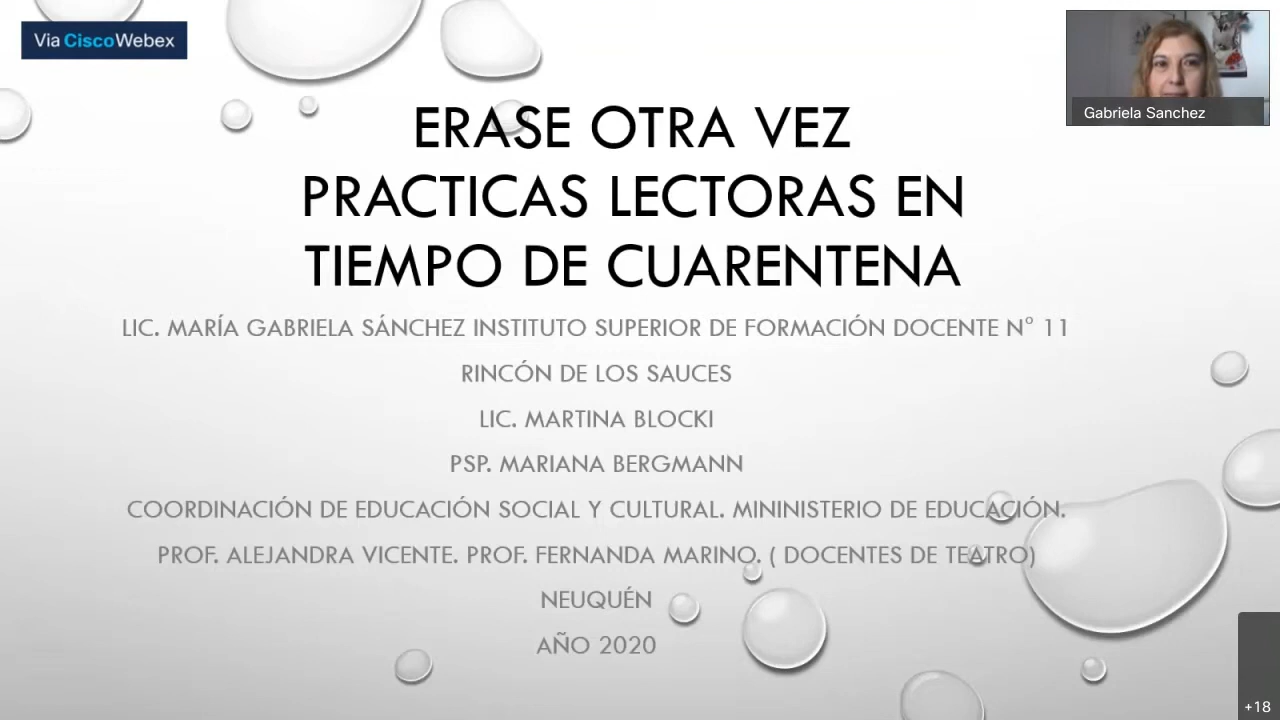 Via CiscoWebex
Gabriela Sanchez
ERASE OTRA VEZ
PRACTICAS LECTORAS EN
TIEMPO DE CUARENTENA
LIC. MARÍA GABRIELA SÁNCHEZ INSTITUTO SUPERIOR DE FORMACIÓN DOCENTE N° 11
RINCÓN DE LOS SAUCES
LIC. MARTINA BLOCKI
PSP. MARIANA BERGMANN
COORDINACIÓN DE EDUCACIÓN SOCIAL Y CULTURAL. MININISTERIO DE EDUCACIÓN.
PROF. ALEJANDRA VICENTE. PROF. FERNANDA MARINO. ( DOCENTES DE TEATRO)
NEUQUÉN
AÑO 2020
+18